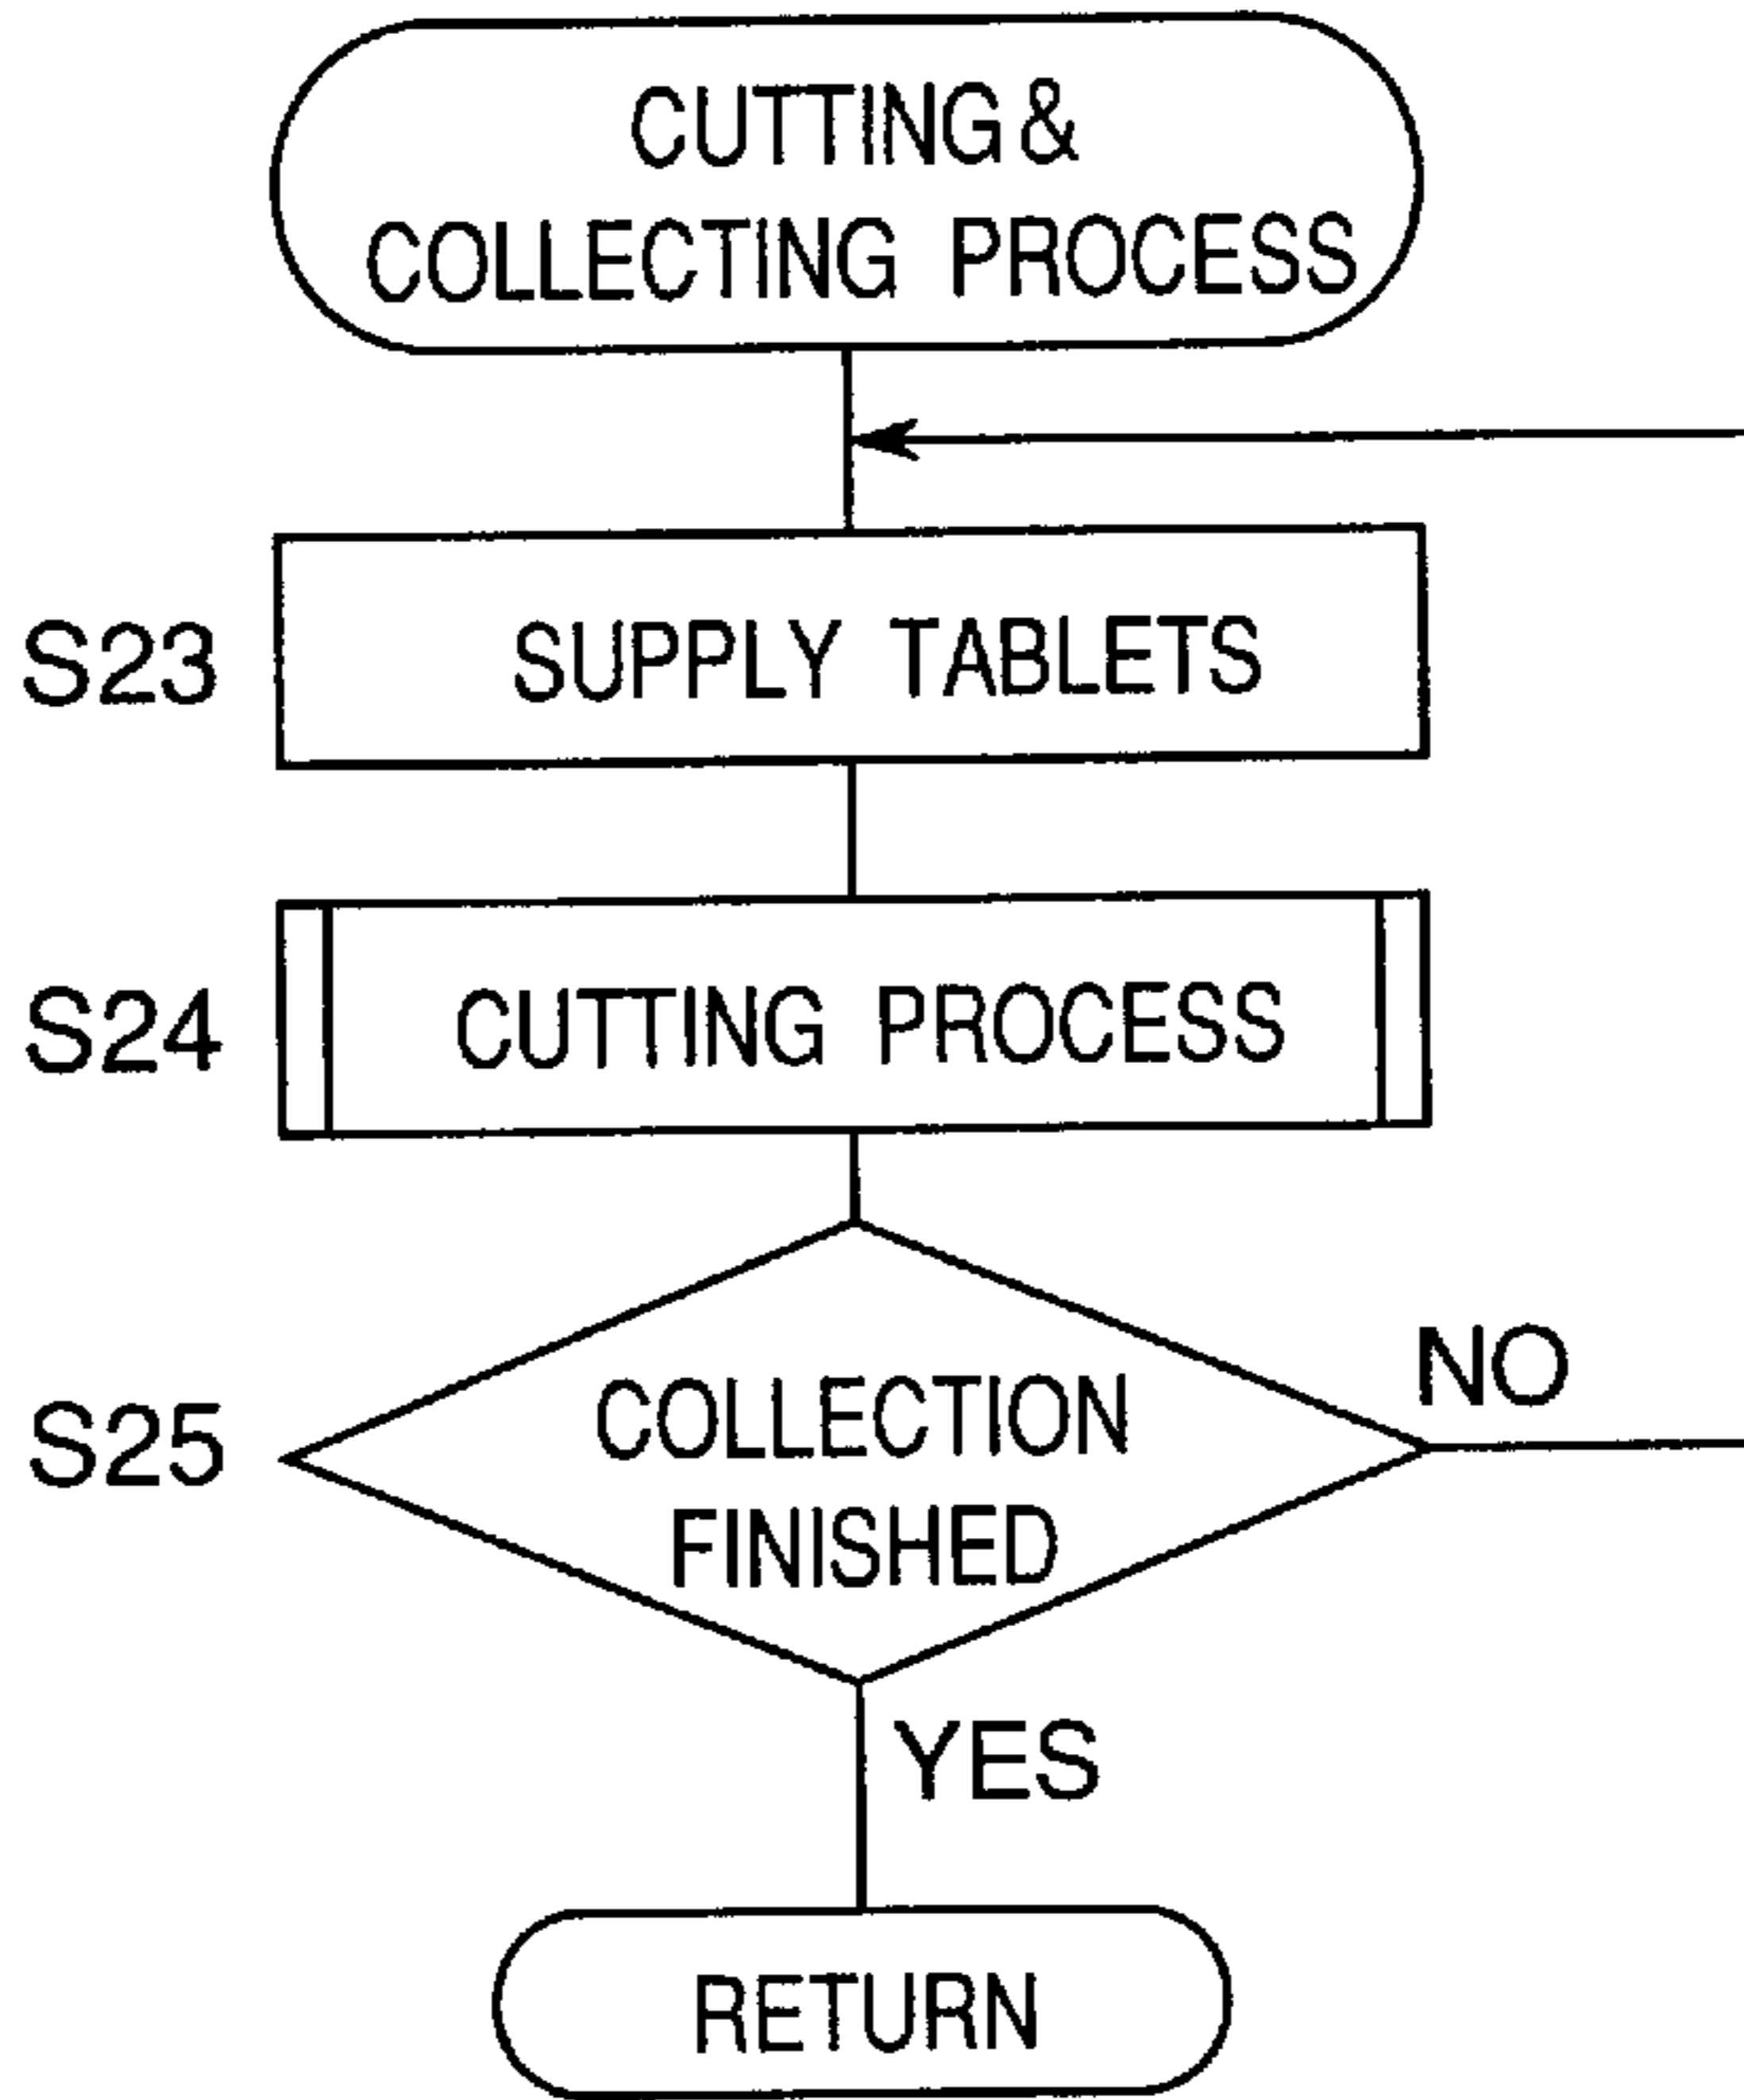 CUTTING &
COLLECTING PROCESS
S23
SUPPLY TABLETS
S24
CUTTING PROCESS
S25
COLLECTION
FINISHED
NO
YES
RETURN